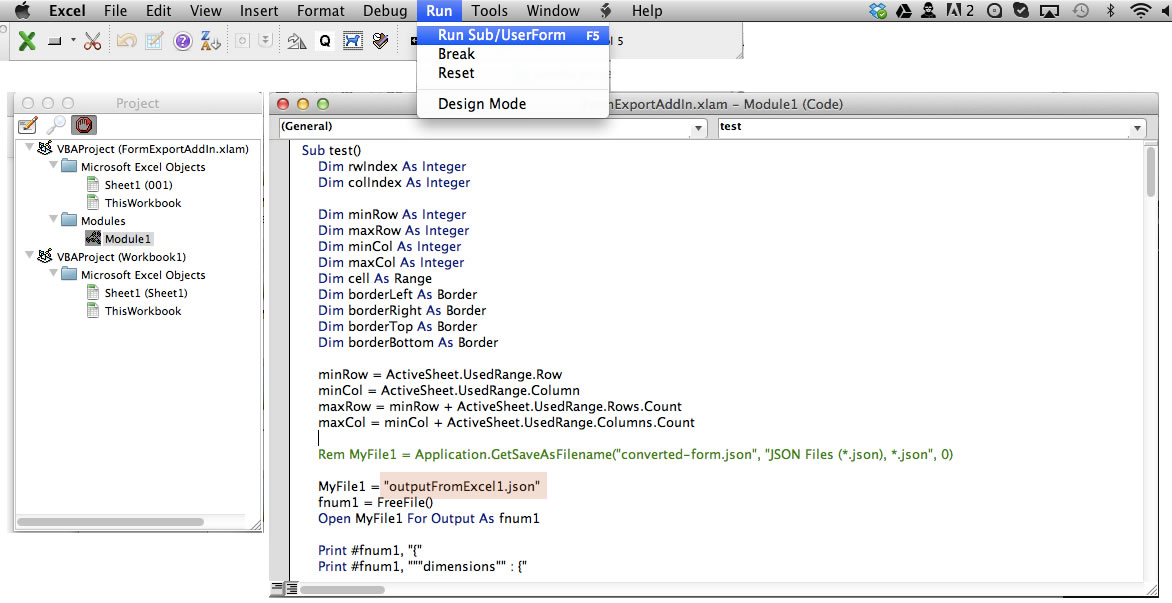 Excel File Edit View Insert Format Debug Run Tools Window Help 2
Run Sub/UserForm F5
Break
Reset
Design Mode
Q
5
Project
VBAProject (FormExportAddIn.xlam)
Microsoft Excel Objects
Sheet1 (001)
ThisWorkbook
Modules
Module1
VBAProject (Workbook1)
Microsoft Excel Objects
Sheet1 (Sheet1)
ThisWorkbook
mExportAddIn.xlam – Module1 (Code)
(General) test
Sub test()
Dim rwIndex As Integer
Dim colIndex As Integer
Dim minRow As Integer
Dim maxRow As Integer
Dim minCol As Integer
Dim maxCol As Integer
Dim cell As Range
Dim borderLeft As Border
Dim borderRight As Border
Dim borderTop As Border
Dim borderBottom As Border
minRow = ActiveSheet.UsedRange.Row
minCol = ActiveSheet.UsedRange.Column
maxRow = minRow + ActiveSheet.UsedRange.Rows.Count
maxCol = minCol + ActiveSheet.UsedRange.Columns.Count
Rem MyFile1 = Application.GetSaveAsFilename("converted-form.json", "JSON Files (*.json), *.json", 0)
MyFile1 = "outputFromExcel1.json"
fnum1 = FreeFile()
Open MyFile1 For Output As fnum1
Print #fnum1, "{"
Print #fnum1, """dimensions"" : {"